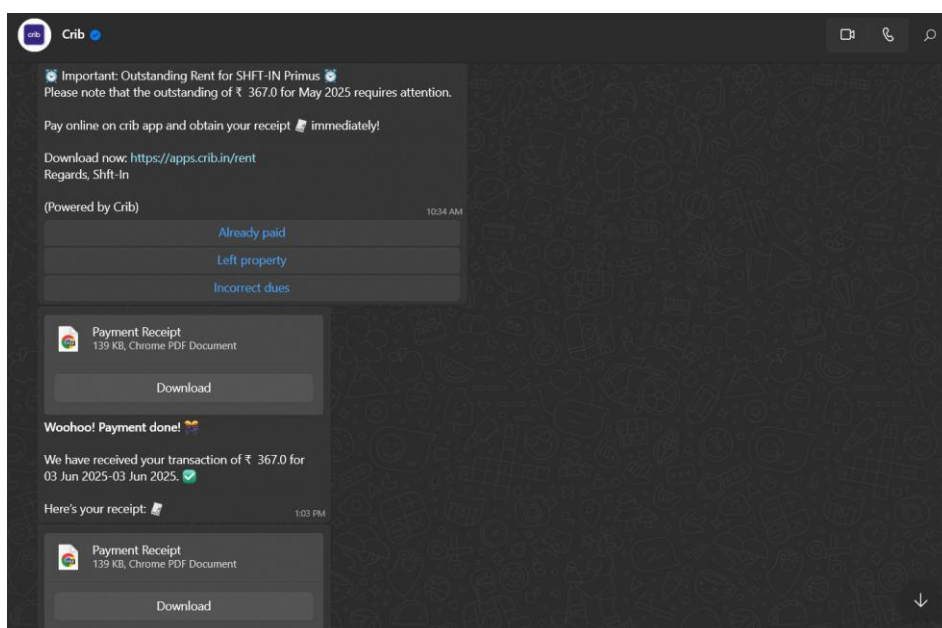 crib
Crib
⏰ Important: Outstanding Rent for SHFT-IN Primus ⏰
Please note that the outstanding of ₹ 367.0 for May 2025 requires attention.
Pay online on crib app and obtain your receipt 🧾 immediately!
Download now: https://apps.crib.in/rent
Regards, Shft-In
(Powered by Crib)
10:34 AM
Already paid
Left property
Incorrect dues
Payment Receipt
139 KB, Chrome PDF Document
Download
Woohoo! Payment done! 🎊
We have received your transaction of ₹ 367.0 for
03 Jun 2025-03 Jun 2025. ✅
Here's your receipt: 🧾
1:03 PM
Payment Receipt
139 KB, Chrome PDF Document
Download